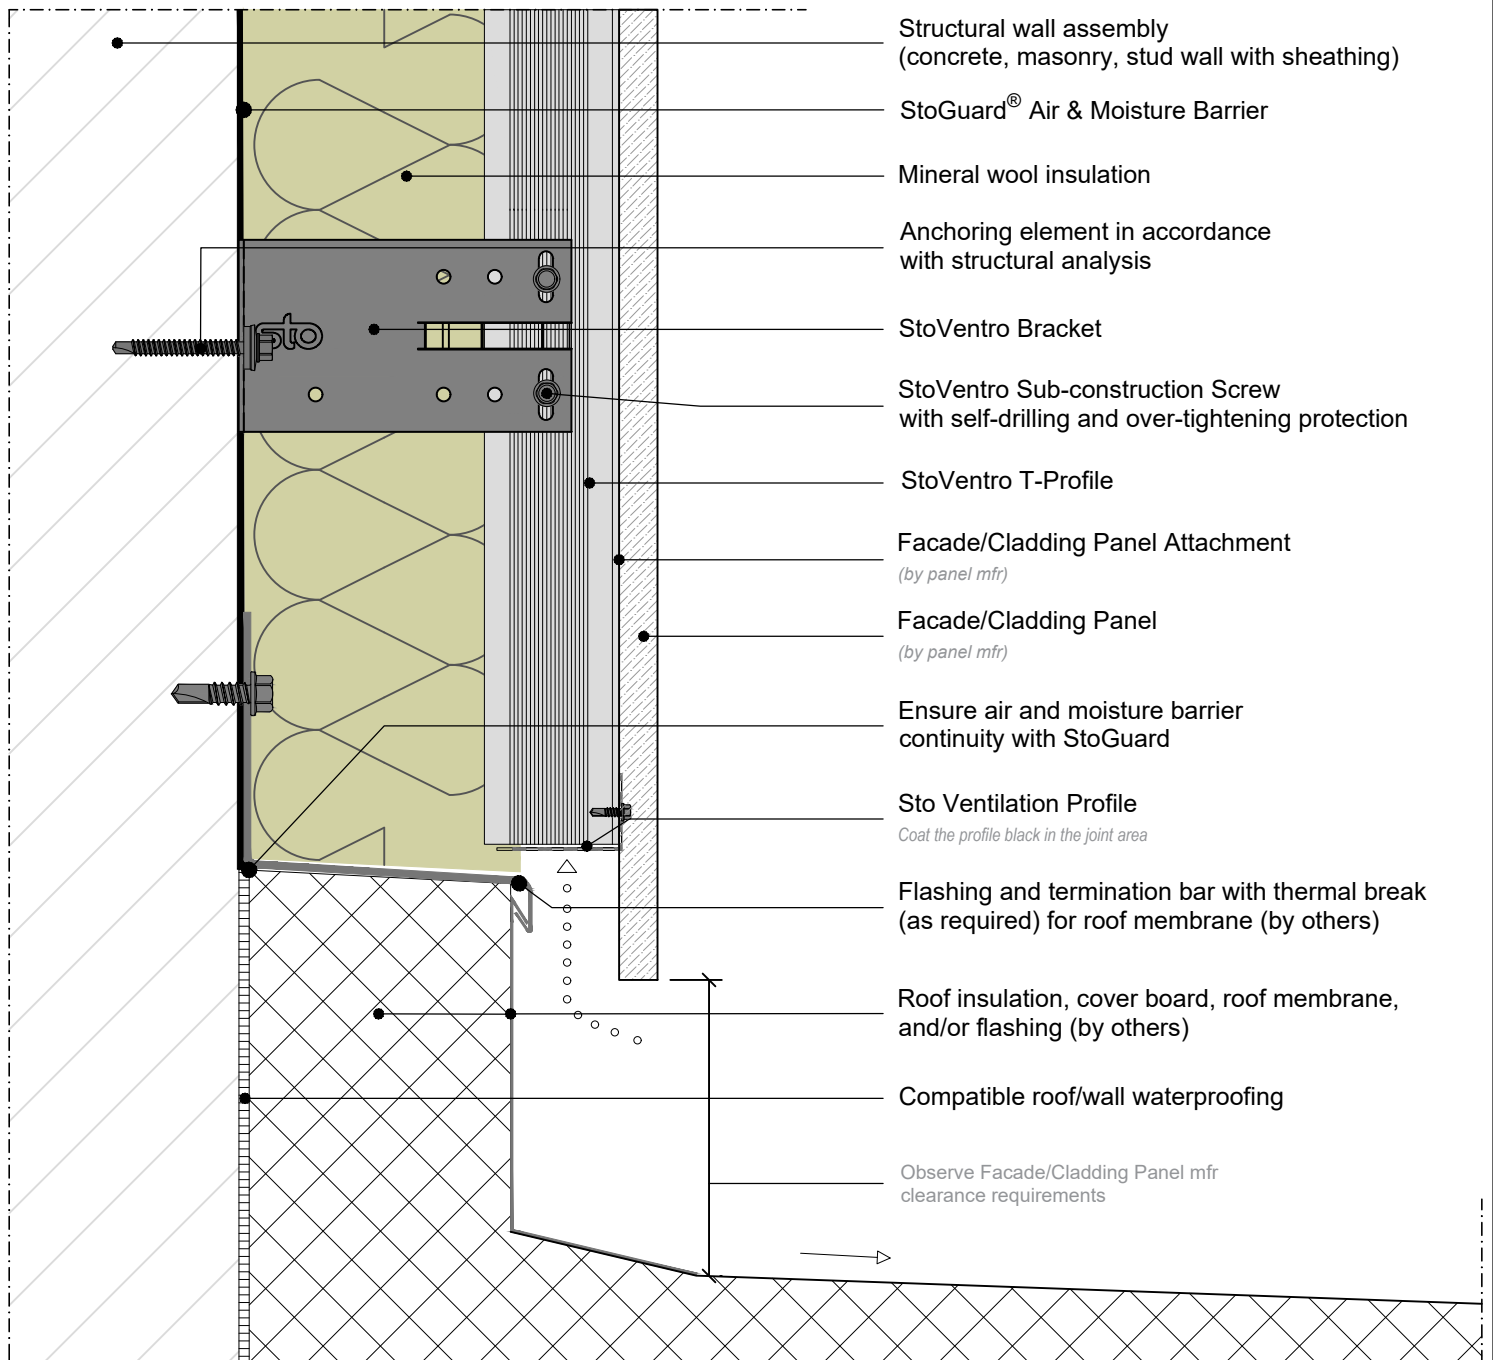 Structural wall assembly
(concrete, masonry, stud wall with sheathing)
StoGuard® Air & Moisture Barrier
Mineral wool insulation
Anchoring element in accordance
with structural analysis
sto
StoVentro Bracket
StoVentro Sub-construction Screw
with self-drilling and over-tightening protection
StoVentro T-Profile
Facade/Cladding Panel Attachment
(by panel mfr)
Facade/Cladding Panel
(by panel mfr)
Ensure air and moisture barrier
continuity with StoGuard
Sto Ventilation Profile
Coat the profile black in the joint area
Flashing and termination bar with thermal break
(as required) for roof membrane (by others)
Roof insulation, cover board, roof membrane,
and/or flashing (by others)
Compatible roof/wall waterproofing
Observe Facade/Cladding Panel mfr
clearance requirements